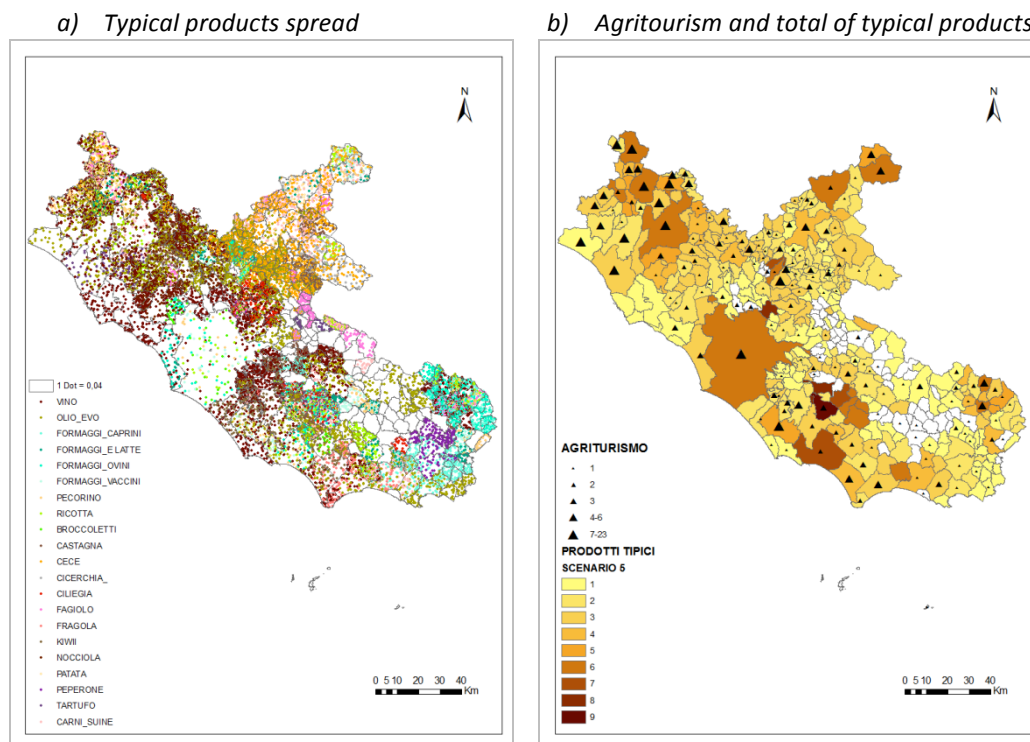 a) Typical products spread
b) Agritourism and total of typical products
N
1 Dot = 0,04
VINO
OLIO_EVO
FORMAGGI_CAPRINI
FORMAGGI_E LATTE
FORMAGGI_OVINI
FORMAGGI_VACCINI
PECORINO
RICOTTA
BROCCOLETTI
CASTAGNA
CECE
CICERCHIA_
CILIEGIA
FAGIOLO
FRAGOLA
KIWII
NOCCIOLA
PATATA
PEPERONE
TARTUFO
CARNI_SUINE
0 5 10 20 30 40
Km
N
AGRITURISMO
1
2
3
4-6
7-23
PRODOTTI TIPICI
SCENARIO 5
1
2
3
4
5
6
7
8
9
0 5 10 20 30 40
Km